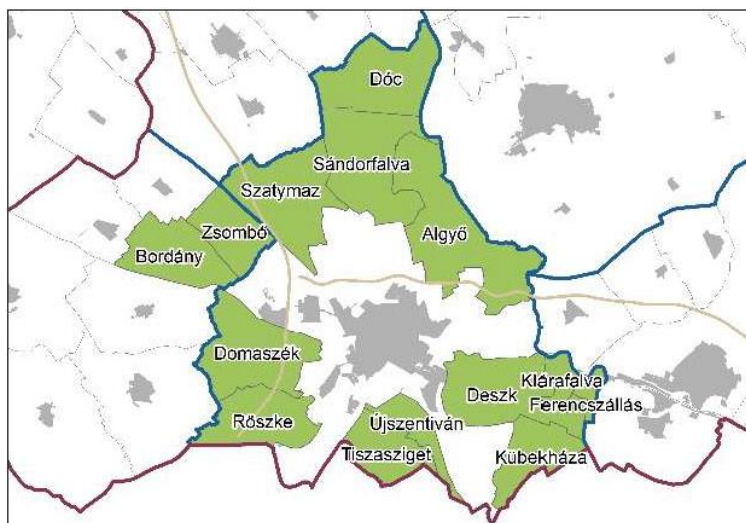 Dóc
Sándorfalva
Szatymaz
Zsombó
Algyő
Bordány
Domaszék
Klárafalva
Deszk
Ferencszállás
Röszke
Újszentiván
Tiszasziget
Kübekháza